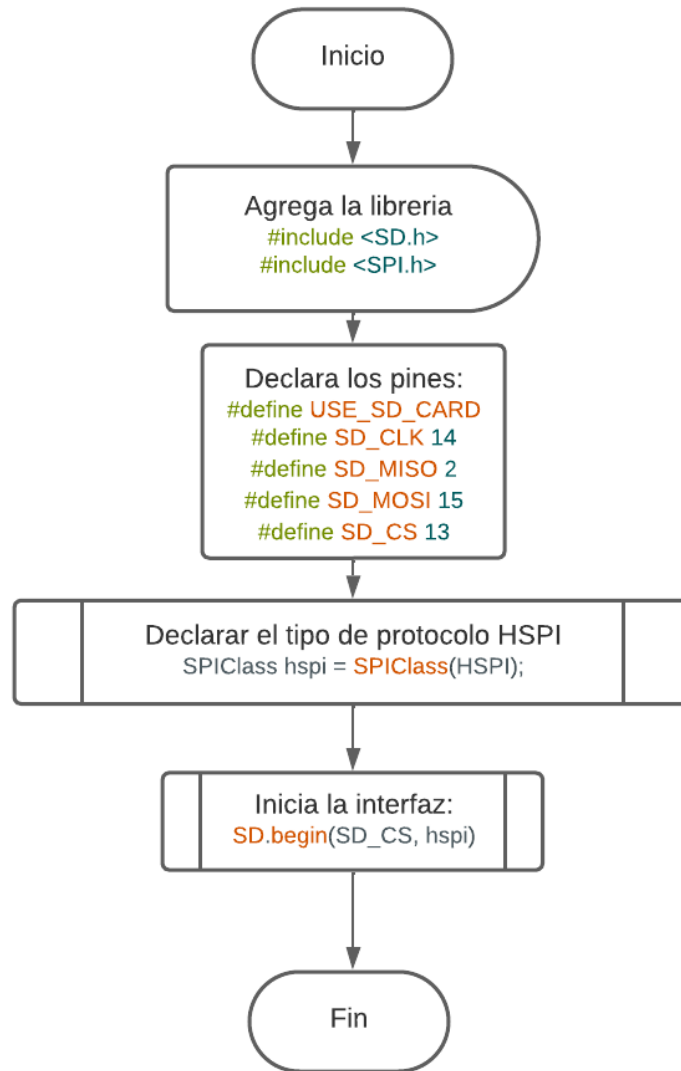 Inicio
Agrega la libreria
#include <SD.h>
#include <SPI.h>
Declara los pines:
#define USE_SD_CARD
#define SD_CLK 14
#define SD_MISO 2
#define SD_MOSI 15
#define SD_CS 13
Declarar el tipo de protocolo HSPI
SPIClass hspi = SPIClass(HSPI);
Inicia la interfaz:
SD.begin(SD_CS, hspi)
Fin